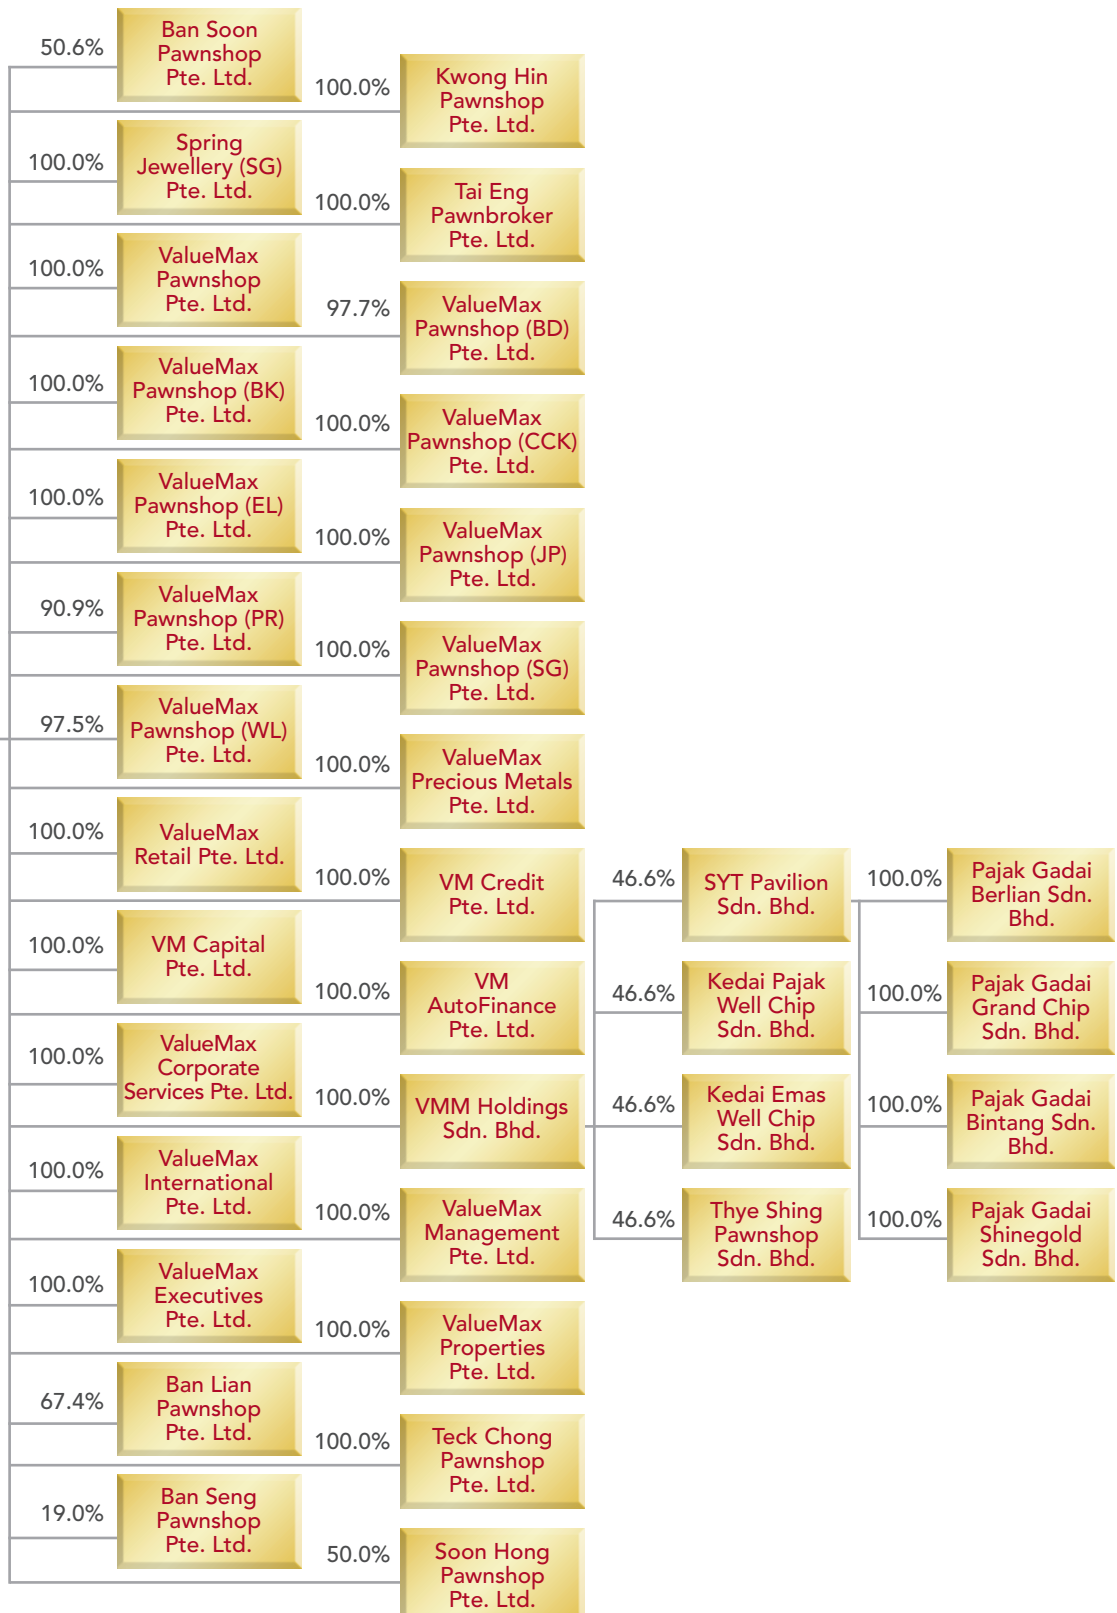 50.6%
Ban Soon
Pawnshop
Pte. Ltd.
100.0%
Kwong Hin
Pawnshop
Pte. Ltd.
100.0%
Spring
Jewellery (SG)
Pte. Ltd.
100.0%
Tai Eng
Pawnbroker
Pte. Ltd.
100.0%
ValueMax
Pawnshop
Pte. Ltd.
97.7%
ValueMax
Pawnshop (BD)
Pte. Ltd.
100.0%
ValueMax
Pawnshop (BK)
Pte. Ltd.
100.0%
ValueMax
Pawnshop (CCK)
Pte. Ltd.
100.0%
ValueMax
Pawnshop (EL)
Pte. Ltd.
100.0%
ValueMax
Pawnshop (JP)
Pte. Ltd.
90.9%
ValueMax
Pawnshop (PR)
Pte. Ltd.
100.0%
ValueMax
Pawnshop (SG)
Pte. Ltd.
97.5%
ValueMax
Pawnshop (WL)
Pte. Ltd.
100.0%
ValueMax
Precious Metals
Pte. Ltd.
100.0%
ValueMax
Retail Pte. Ltd.
100.0%
VM Credit
Pte. Ltd.
46.6%
SYT Pavilion
Sdn. Bhd.
100.0%
Pajak Gadai
Berlian Sdn.
Bhd.
100.0%
VM Capital
Pte. Ltd.
100.0%
VM
AutoFinance
Pte. Ltd.
46.6%
Kedai Pajak
Well Chip
Sdn. Bhd.
100.0%
Pajak Gadai
Grand Chip
Sdn. Bhd.
100.0%
ValueMax
Corporate
Services Pte. Ltd.
100.0%
VMM Holdings
Sdn. Bhd.
46.6%
Kedai Emas
Well Chip
Sdn. Bhd.
100.0%
Pajak Gadai
Bintang Sdn.
Bhd.
100.0%
ValueMax
International
Pte. Ltd.
100.0%
ValueMax
Management
Pte. Ltd.
46.6%
Thye Shing
Pawnshop
Sdn. Bhd.
100.0%
Pajak Gadai
Shinegold
Sdn. Bhd.
100.0%
ValueMax
Executives
Pte. Ltd.
100.0%
ValueMax
Properties
Pte. Ltd.
67.4%
Ban Lian
Pawnshop
Pte. Ltd.
100.0%
Teck Chong
Pawnshop
Pte. Ltd.
19.0%
Ban Seng
Pawnshop
Pte. Ltd.
50.0%
Soon Hong
Pawnshop
Pte. Ltd.